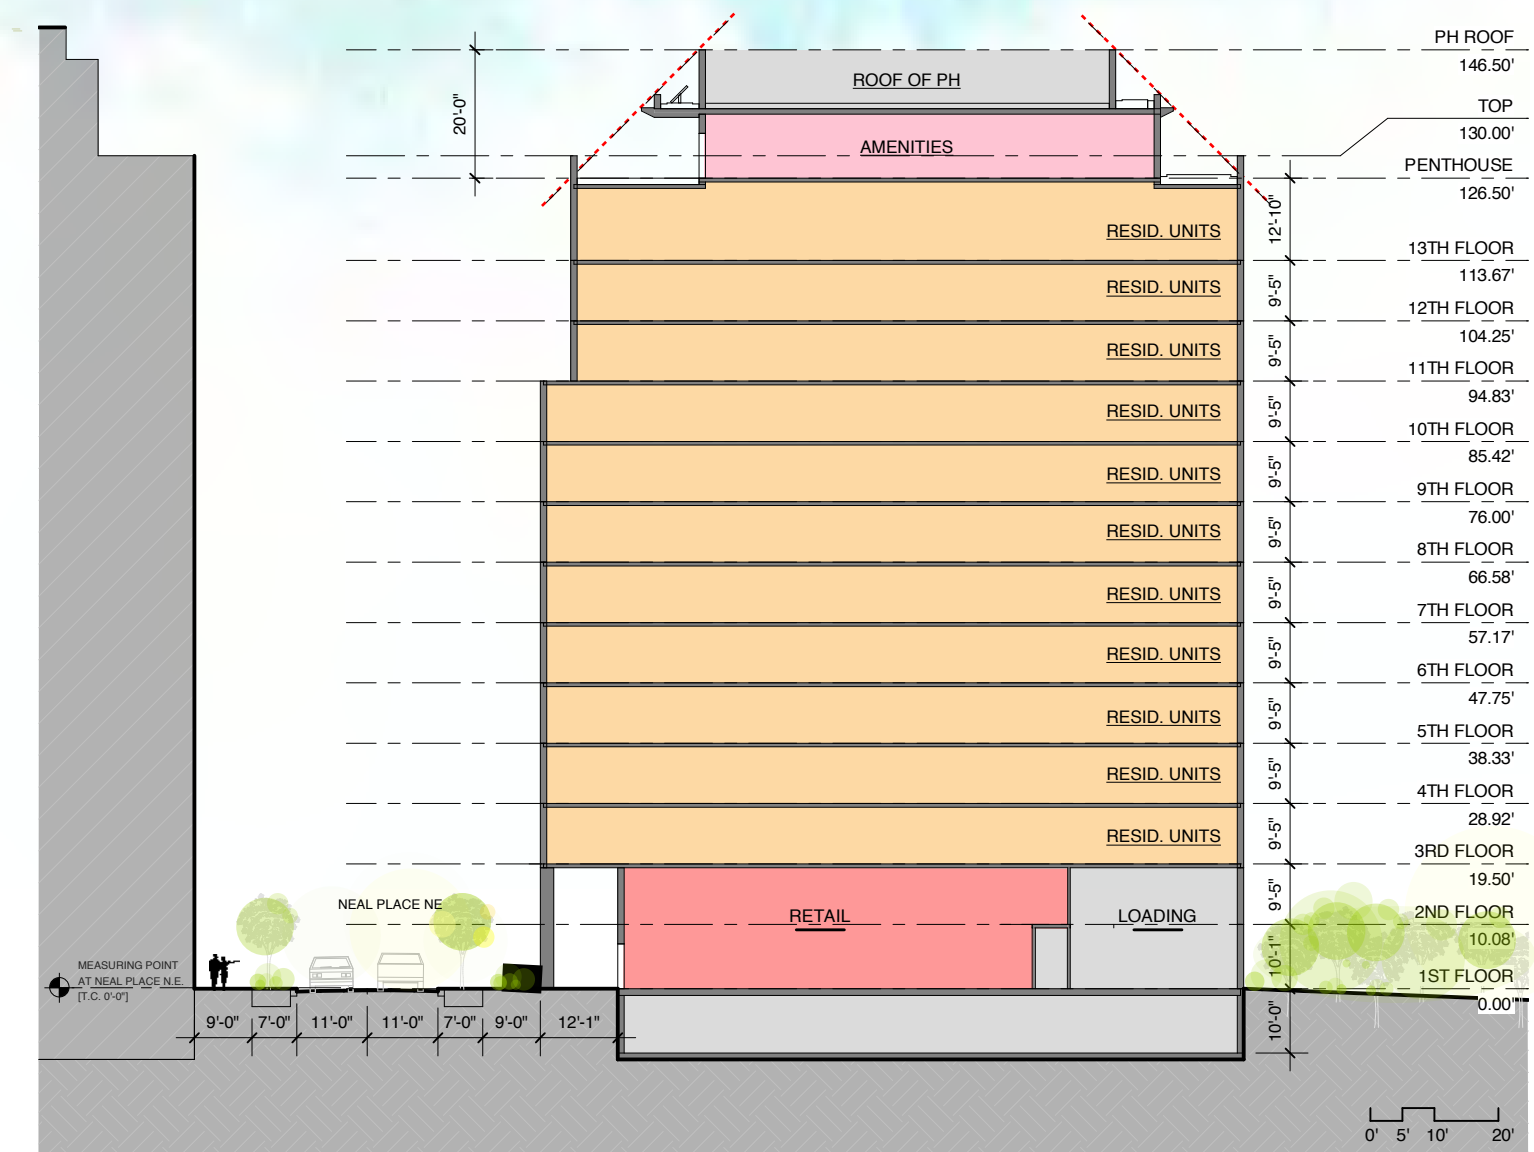 PH ROOF
146.50'
ROOF OF PH
20'-0"
TOP
130.00'
AMENITIES
PENTHOUSE
126.50'
12'-10"
RESID. UNITS
13TH FLOOR
113.67'
9'-5"
RESID. UNITS
12TH FLOOR
104.25'
9'-5"
RESID. UNITS
11TH FLOOR
94.83'
9'-5"
RESID. UNITS
10TH FLOOR
85.42'
9'-5"
RESID. UNITS
9TH FLOOR
76.00'
9'-5"
RESID. UNITS
8TH FLOOR
66.58'
9'-5"
RESID. UNITS
7TH FLOOR
57.17'
9'-5"
RESID. UNITS
6TH FLOOR
47.75'
9'-5"
RESID. UNITS
5TH FLOOR
38.33'
9'-5"
RESID. UNITS
4TH FLOOR
28.92'
9'-5"
RESID. UNITS
3RD FLOOR
19.50'
9'-5"
NEAL PLACE NE
RETAIL
LOADING
2ND FLOOR
10.08'
10'-1"
MEASURING POINT
AT NEAL PLACE N.E.
[T.C. 0'-0"]
1ST FLOOR
0.00'
9'-0" 7'-0" 11'-0" 11'-0" 7'-0" 9'-0" 12'-1"
10'-0"
0' 5' 10' 20'